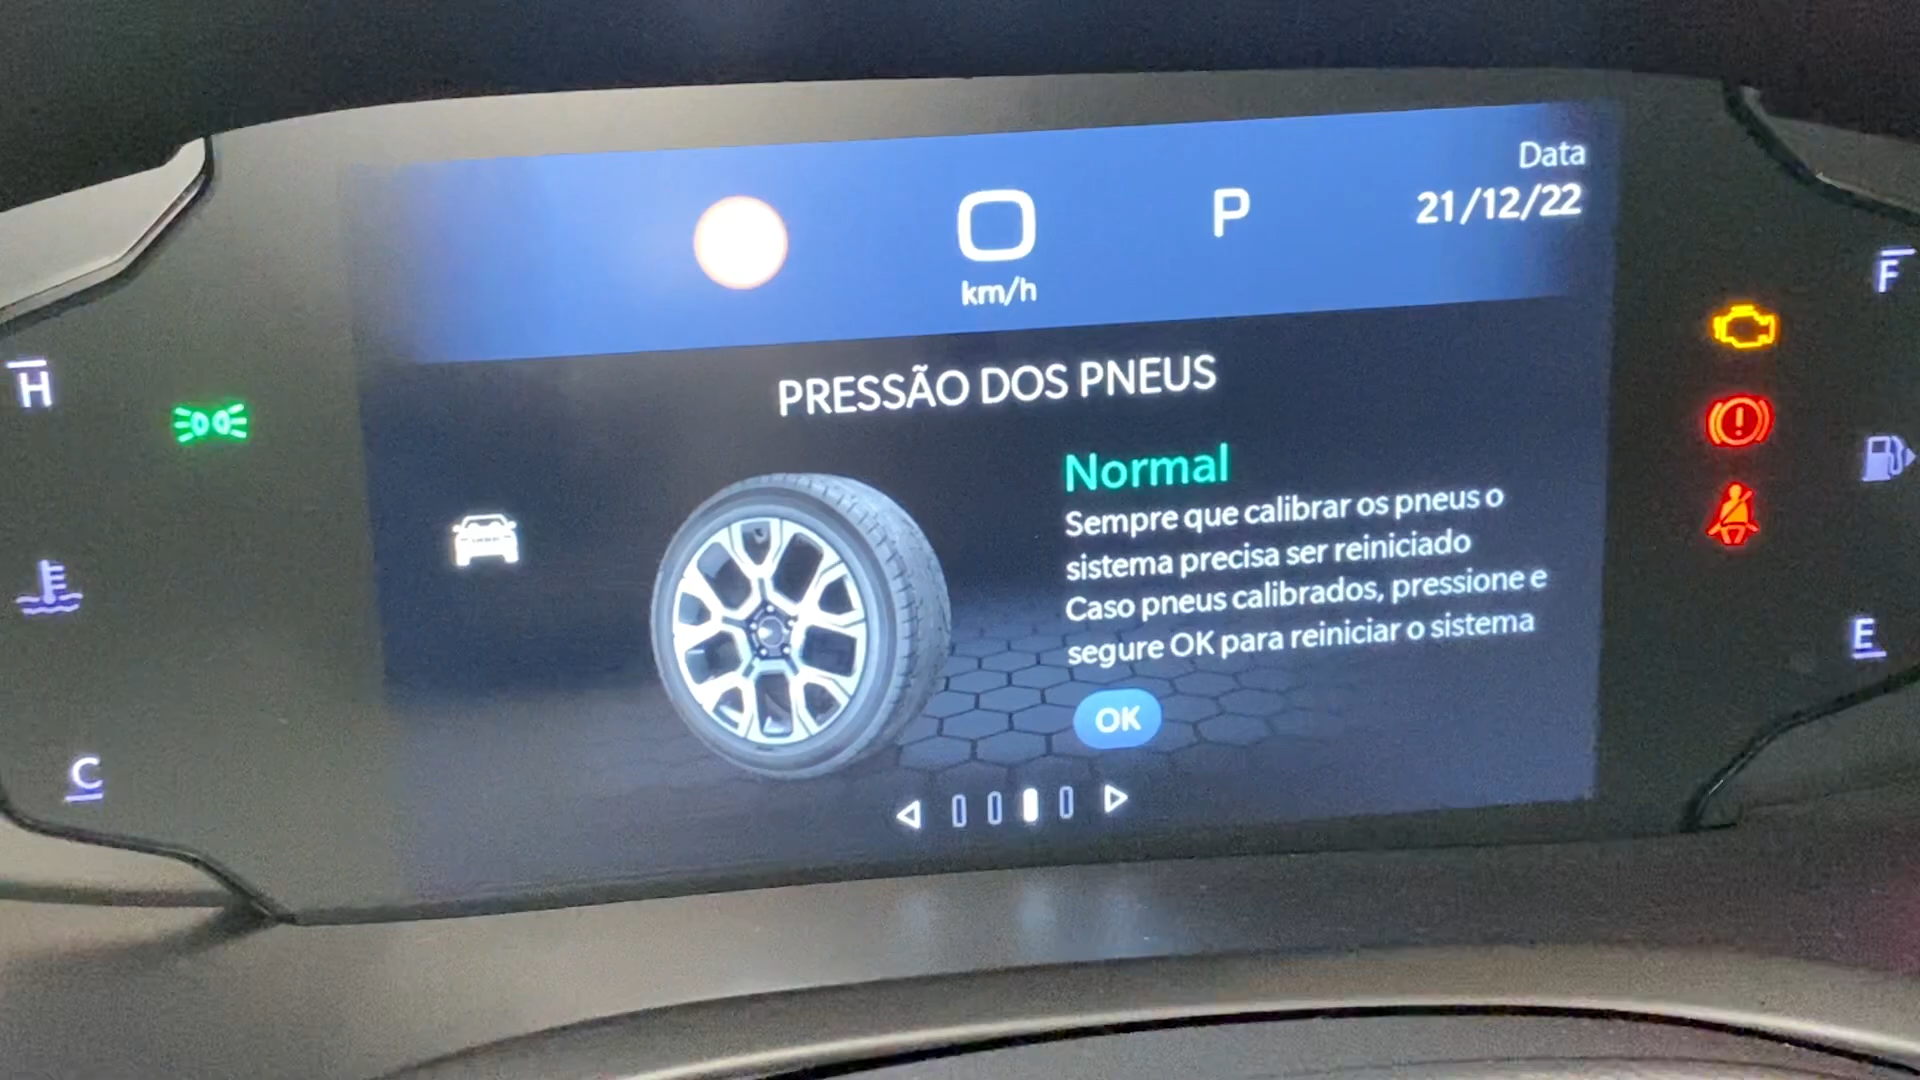 Data
21/12/22
0
km/h
P
PRESSÃO DOS PNEUS
Normal
Sempre que calibrar os pneus o
sistema precisa ser reiniciado
Caso pneus calibrados, pressione e
segure OK para reiniciar o sistema
OK
H
C
F
E